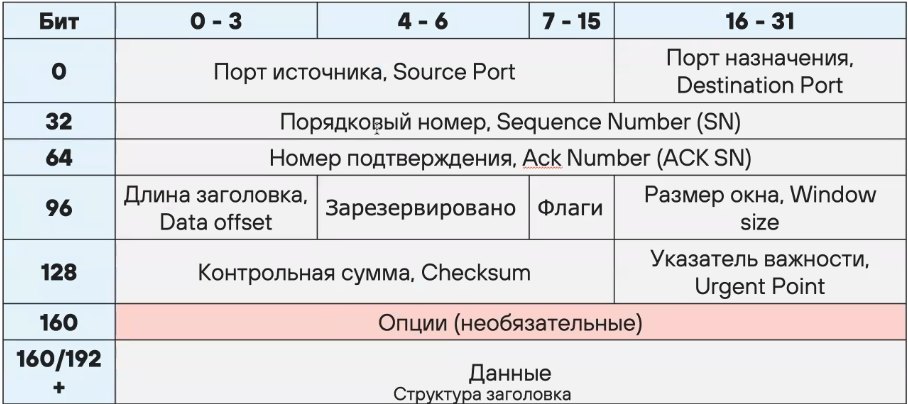 Бит 0 - 3 4 - 6 7 - 15 16 - 31
0 Порт источника, Source Port Порт назначения,
Destination Port
32 Порядковый номер, Sequence Number (SN)
64 Номер подтверждения, Ack Number (ACK SN)
96 Длина заголовка,
Data offset
Зарезервировано Флаги Размер окна, Window
size
128 Контрольная сумма, Checksum Указатель важности,
Urgent Point
160 Опции (необязательные)
160/192
+
Данные
Структура заголовка